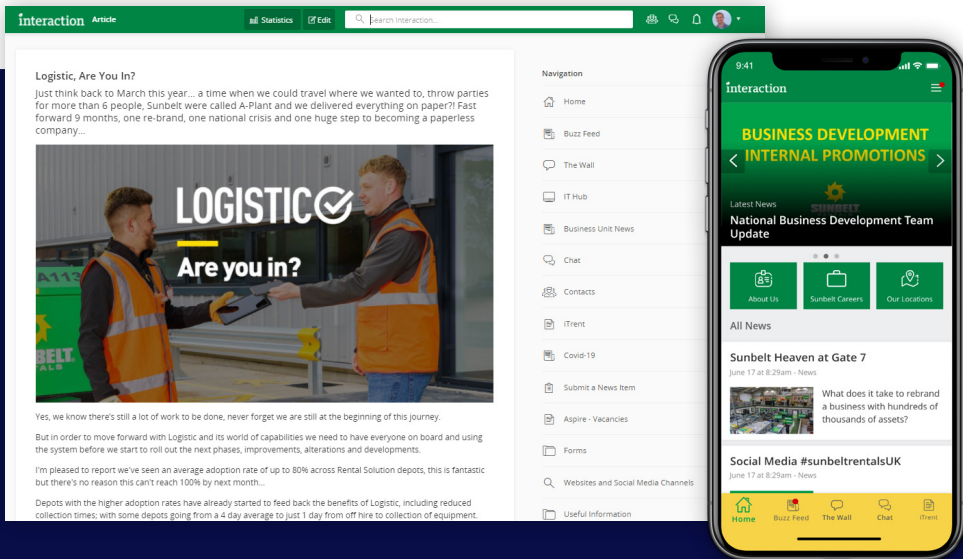 interaction Article
Statistics
Edit
Search Interaction...
Logistic, Are You In?
Just think back to March this year... a time when we could travel where we wanted to, throw parties
for more than 6 people, Sunbelt were called A-Plant and we delivered everything on paper?! Fast
forward 9 months, one re-brand, one national crisis and one huge step to becoming a paperless
company...
A113
LOGISTIC
Are you in?
Yes, we know there's still a lot of work to be done, never forget we are still at the beginning of this journey.
But in order to move forward with Logistic and its world of capabilities we need to have everyone on board and using
the system before we start to roll out the next phases, improvements, alterations and developments.
I'm pleased to report we've seen an average adoption rate of up to 80% across Rental Solution depots, this is fantastic
but there's no reason this can't reach 100% by next month...
Depots with the higher adoption rates have already started to feed back the benefits of Logistic, including reduced
collection times; with some depots going from a 4 day average to just 1 day from off hire to collection of equipment.
Navigation
Home
Buzz Feed
The Wall
IT Hub
Business Unit News
Chat
Contacts
iTrent
Covid-19
Submit a News Item
Aspire - Vacancies
Forms
Websites and Social Media Channels
Useful Information
9:41
interaction
BUSINESS DEVELOPMENT
INTERNAL PROMOTIONS
SUNBELT
Latest News
National Business Development Team
Update
About Us
Sunbelt Careers
Our Locations
All News
Sunbelt Heaven at Gate 7
June 17 at 8:29am - News
What does it take to rebrand
a business with hundreds of
thousands of assets?
Social Media #sunbeltrentalsUK
June 17 at 8:29am - News
Home
Buzz Feed
The Wall
Chat
iTrent